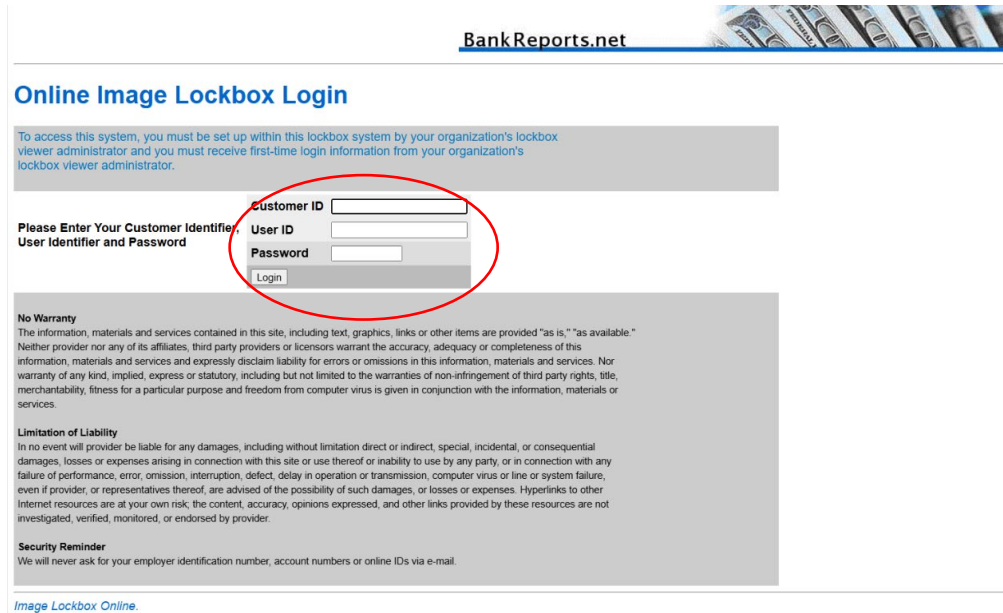 BankReports.net
Online Image Lockbox Login
To access this system, you must be set up within this lockbox system by your organization's lockbox
viewer administrator and you must receive first-time login information from your organization's
lockbox viewer administrator.
Please Enter Your Customer Identifier,
User Identifier and Password
Customer ID
User ID
Password
Login
No Warranty
The information, materials and services contained in this site, including text, graphics, links or other items are provided "as is," "as available."
Neither provider nor any of its affiliates, third party providers or licensors warrant the accuracy, adequacy or completeness of this
information, materials and services and expressly disclaim liability for errors or omissions in this information, materials and services. Nor
warranty of any kind, implied, express or statutory, including but not limited to the warranties of non-infringement of third party rights, title,
merchantability, fitness for a particular purpose and freedom from computer virus is given in conjunction with the information, materials or
services.
Limitation of Liability
In no event will provider be liable for any damages, including without limitation direct or indirect, special, incidental, or consequential
damages, losses or expenses arising in connection with this site or use thereof or inability to use by any party, or in connection with any
failure of performance, error, omission, interruption, defect, delay in operation or transmission, computer virus or line or system failure,
even if provider, or representatives thereof, are advised of the possibility of such damages, or losses or expenses. Hyperlinks to other
Internet resources are at your own risk; the content, accuracy, opinions expressed, and other links provided by these resources are not
investigated, verified, monitored, or endorsed by provider.
Security Reminder
We will never ask for your employer identification number, account numbers or online IDs via e-mail.
Image Lockbox Online.